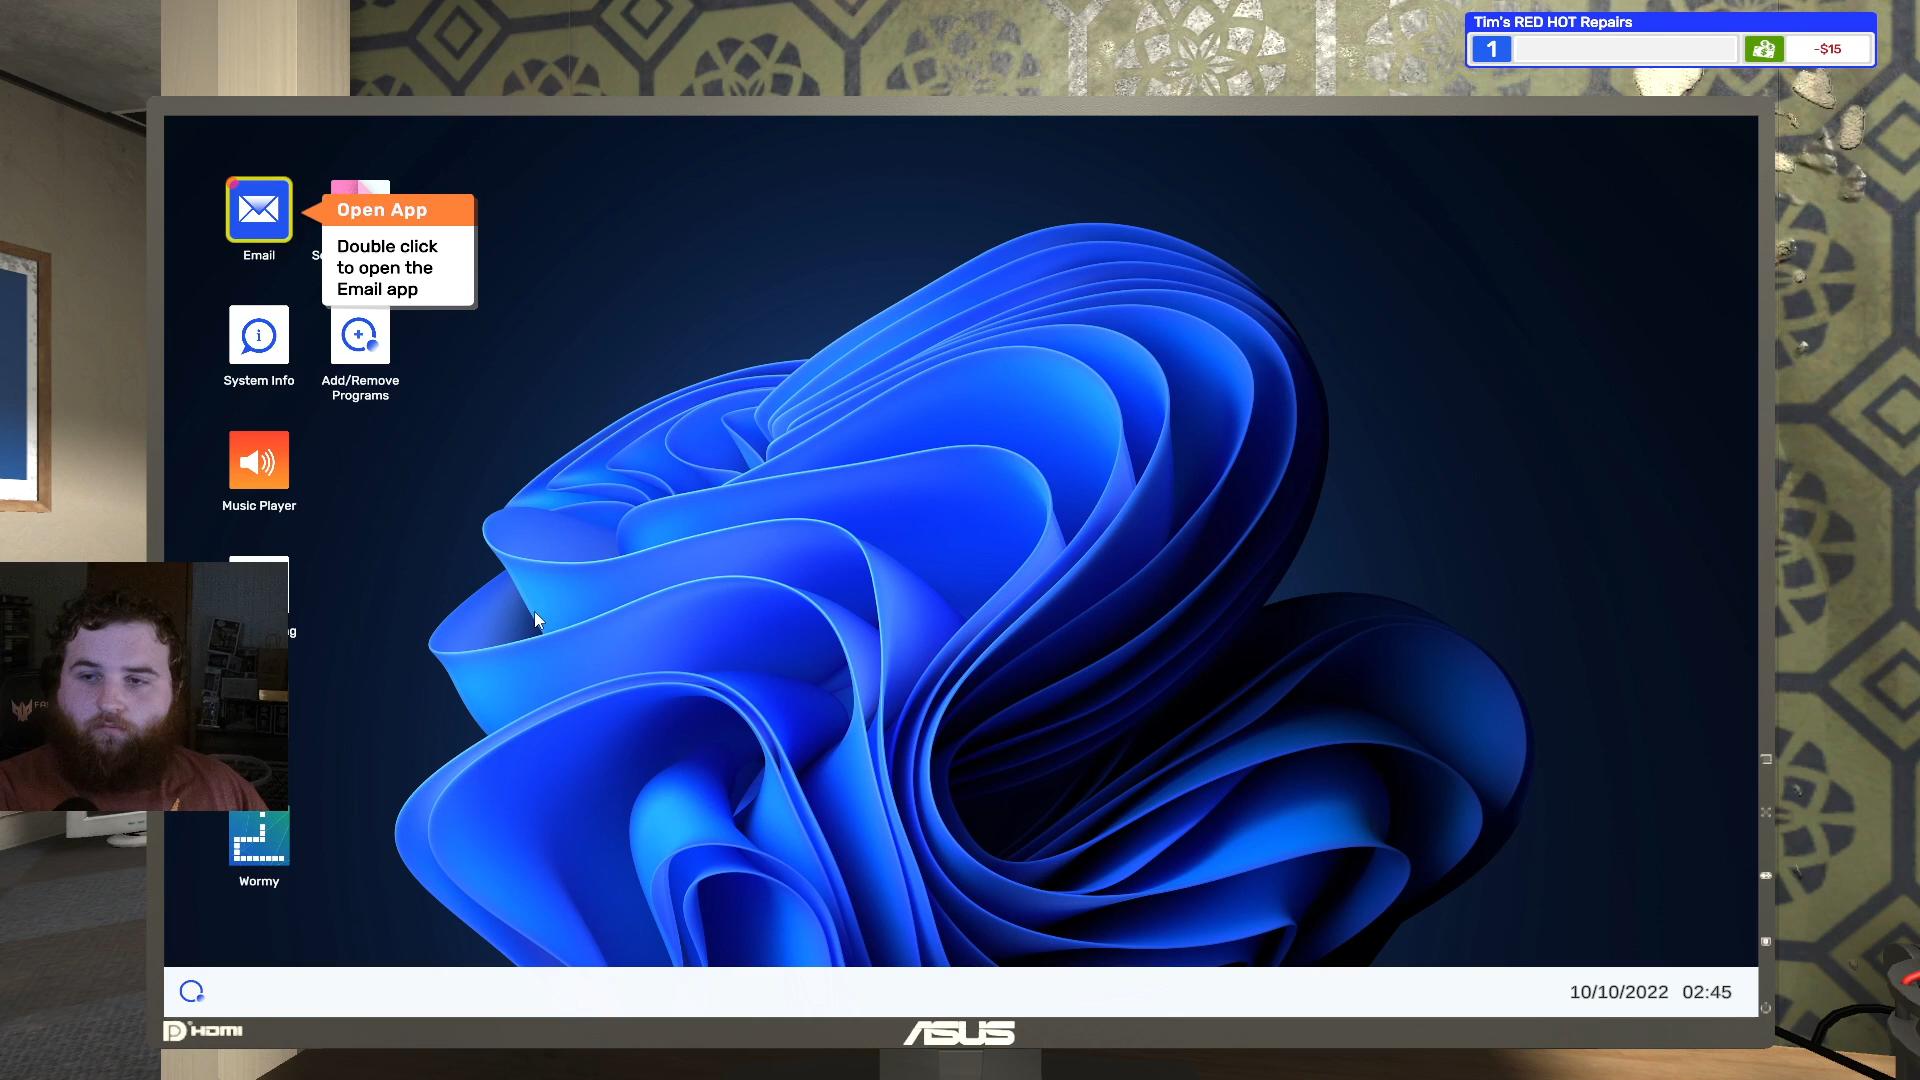 Tim's RED HOT Repairs
1
-$15
Open App
Double click
to open the
Email app
Email
System Info
Add/Remove
Programs
Music Player
Wormy
10/10/2022 02:45
HDMI
ASUS